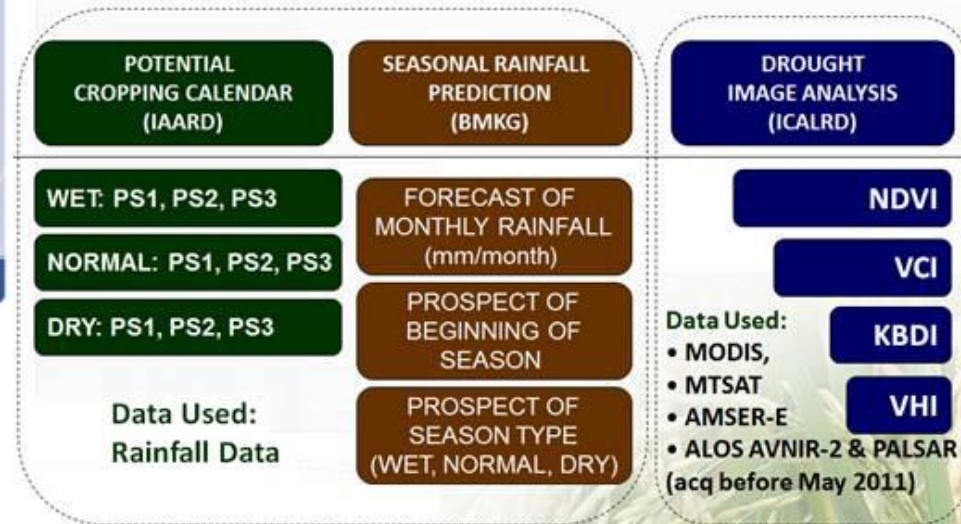 POTENTIAL
CROPPING CALENDAR
(IAARD)
SEASONAL RAINFALL
PREDICTION
(BMKG)
DROUGHT
IMAGE ANALYSIS
(ICALRD)
WET: PS1, PS2, PS3
NORMAL: PS1, PS2, PS3
DRY: PS1, PS2, PS3
Data Used:
Rainfall Data
FORECAST OF
MONTHLY RAINFALL
(mm/month)
PROSPECT OF
BEGINNING OF
SEASON
PROSPECT OF
SEASON TYPE
(WET, NORMAL, DRY)
NDVI
VCI
KBDI
VHI
Data Used:
• MODIS,
• MTSAT
• AMSER-E
• ALOS AVNIR-2 & PALSAR
(acq before May 2011)